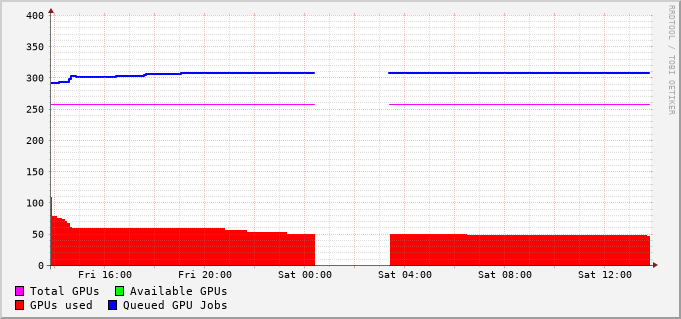 400
350
300
250
200
150
100
50
0
Fri 16:00 Fri 20:00 Sat 00:00 Sat 04:00 Sat 08:00 Sat 12:00
Total GPUs Available GPUs
GPUs used Queued GPU Jobs
RRDTOOL / TOBI OETIKER